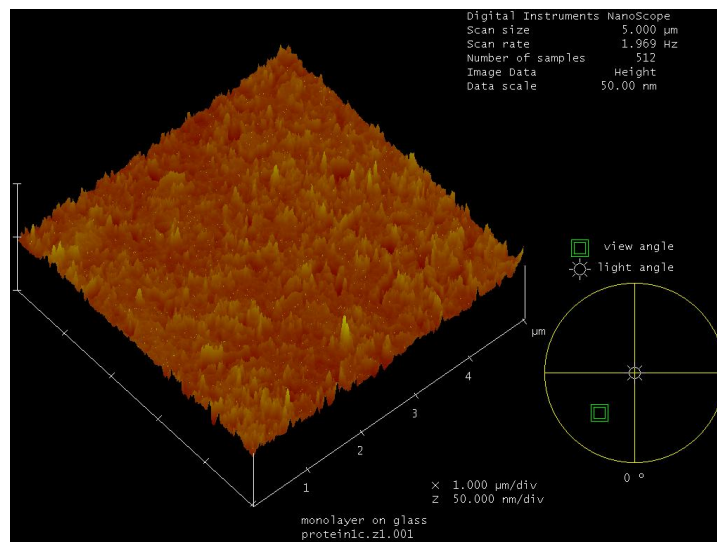 Digital Instruments NanoScope
Scan size 5.000 µm
Scan rate 1.969 Hz
Number of samples 512
Image Data Height
Data scale 50.00 nm
view angle
light angle
µm
4
3
2
1
0 º
X 1.000 µm/div
Z 50.000 nm/div
monolayer on glass
protein1c.z1.001